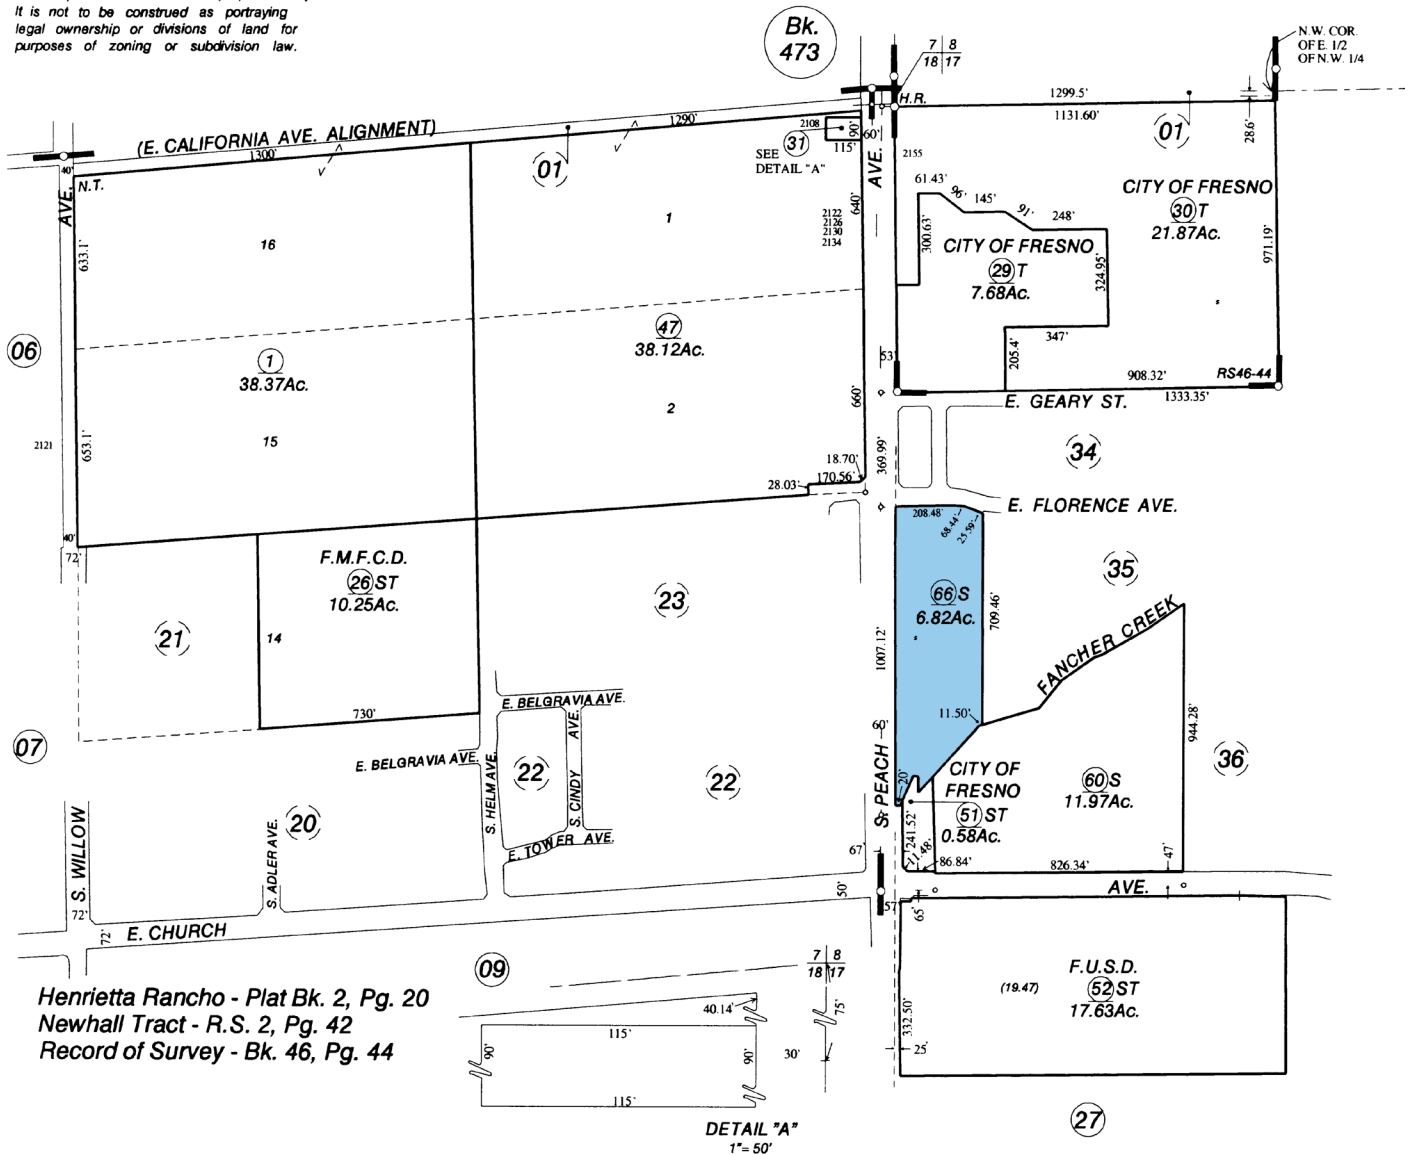 It is not to be construed as portraying
legal ownership or divisions of land for
purposes of zoning or subdivision law.
Bk.
473
7 8
18 17
N.W. COR.
OF E. 1/2
OF N.W. 1/4
H.R.
1299.5'
1131.60'
28.6'
01
(E. CALIFORNIA AVE. ALIGNMENT)
1300'
1290'
V
V
01
2108
90'
31
115'
SEE
DETAIL "A"
60'
AVE.
2155
40'
N.T.
AVE.
633.1'
16
1
2122
2126
2130
2134
640'
61.43'
96'
145'
91'
248'
300.63'
CITY OF FRESNO
29 T
7.68Ac.
324.95'
347'
205.4'
CITY OF FRESNO
30 T
21.87Ac.
s
971.19'
RS46-44
908.32'
1333.35'
53'
E. GEARY ST.
06
1
38.37Ac.
47
38.12Ac.
2
660'
15
2121
653.1'
40'
72'
18.70'
170.56'
28.03'
369.99'
34
E. FLORENCE AVE.
208.48'
68.44'
25.59'
F.M.F.C.D.
26 ST
10.25Ac.
14
730'
21
23
66 S
6.82Ac.
s
709.46'
1007.12'
35
FANCHER CREEK
11.50'
60'
944.28'
36
07
E. BELGRAVIA AVE.
E. BELGRAVIA AVE.
S. HELM AVE.
22
S. CINDY AVE.
E. TOWER AVE.
22
S. PEACH
20'
CITY OF
FRESNO
51 ST
0.58Ac.
60 S
11.97Ac.
241.52'
11.48'
86.84'
826.34'
47'
S. WILLOW
S. ADLER AVE.
20
67'
50'
AVE.
72'
72'
E. CHURCH
57'
65'
09
7 8
18 17
Henrietta Rancho - Plat Bk. 2, Pg. 20
Newhall Tract - R.S. 2, Pg. 42
Record of Survey - Bk. 46, Pg. 44
40.14'
75'
115'
90'
90'
30'
115'
DETAIL "A"
1"= 50'
(19.47)
F.U.S.D.
52 ST
17.63Ac.
332.50'
25'
27